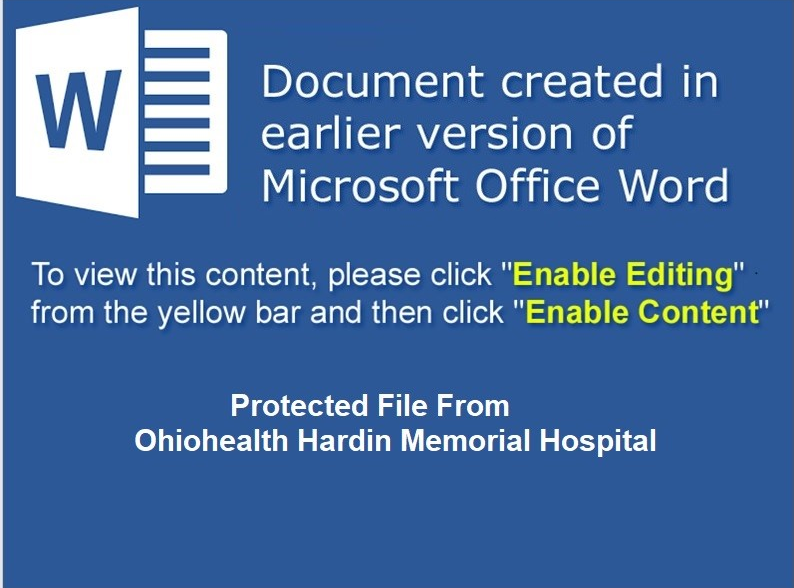 W
Document created in
earlier version of
Microsoft Office Word
To view this content, please click "Enable Editing"
from the yellow bar and then click "Enable Content"
Protected File From
Ohiohealth Hardin Memorial Hospital